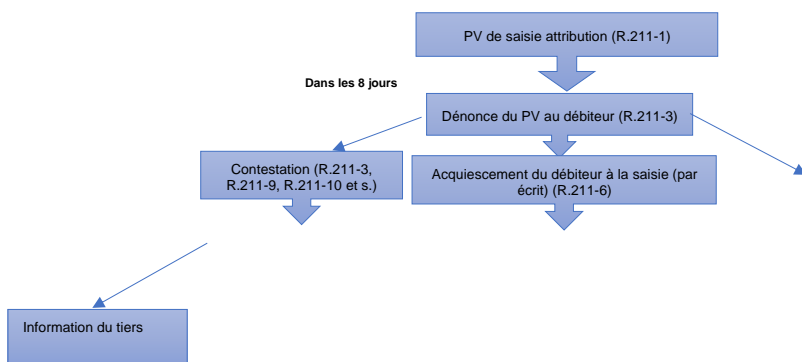 PV de saisie attribution (R.211-1)
Dans les 8 jours
Dénonce du PV au débiteur (R.211-3)
Contestation (R.211-3,
R.211-9, R.211-10 et s.)
Acquiescement du débiteur à la saisie (par
écrit) (R.211-6)
Information du tiers